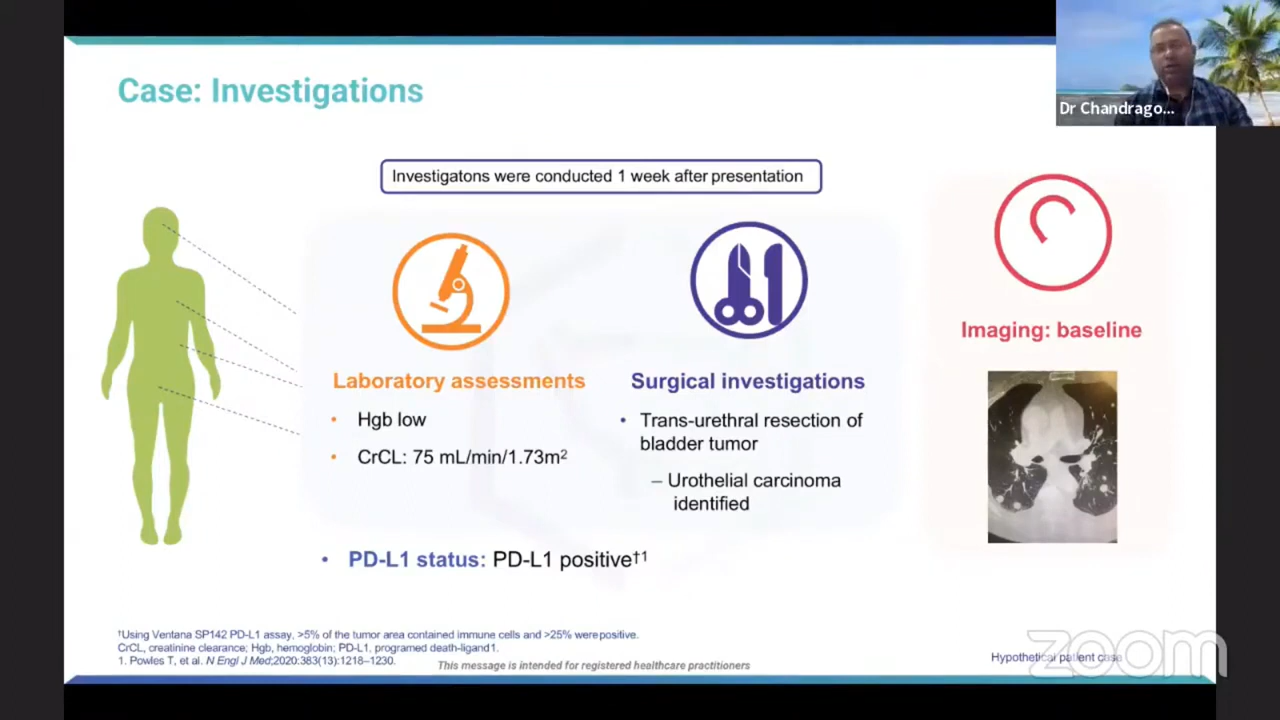 Case: Investigations
Dr Chandrago...
Investigatons were conducted 1 week after presentation
Laboratory assessments
• Hgb low
• CrCL: 75 mL/min/1.73m²
Surgical investigations
• Trans-urethral resection of
bladder tumor
– Urothelial carcinoma
identified
Imaging: baseline
• PD-L1 status: PD-L1 positive†1
†Using Ventana SP142 PD-L1 assay, >5% of the tumor area contained immune cells and >25% were positive.
CrCL, creatinine clearance; Hgb, hemoglobin; PD-L1, programed death-ligand1.
1. Powles T, et al. N Engl J Med;2020:383(13):1218–1230.
This message is intended for registered healthcare practitioners
Hypothetical patient case
zoom